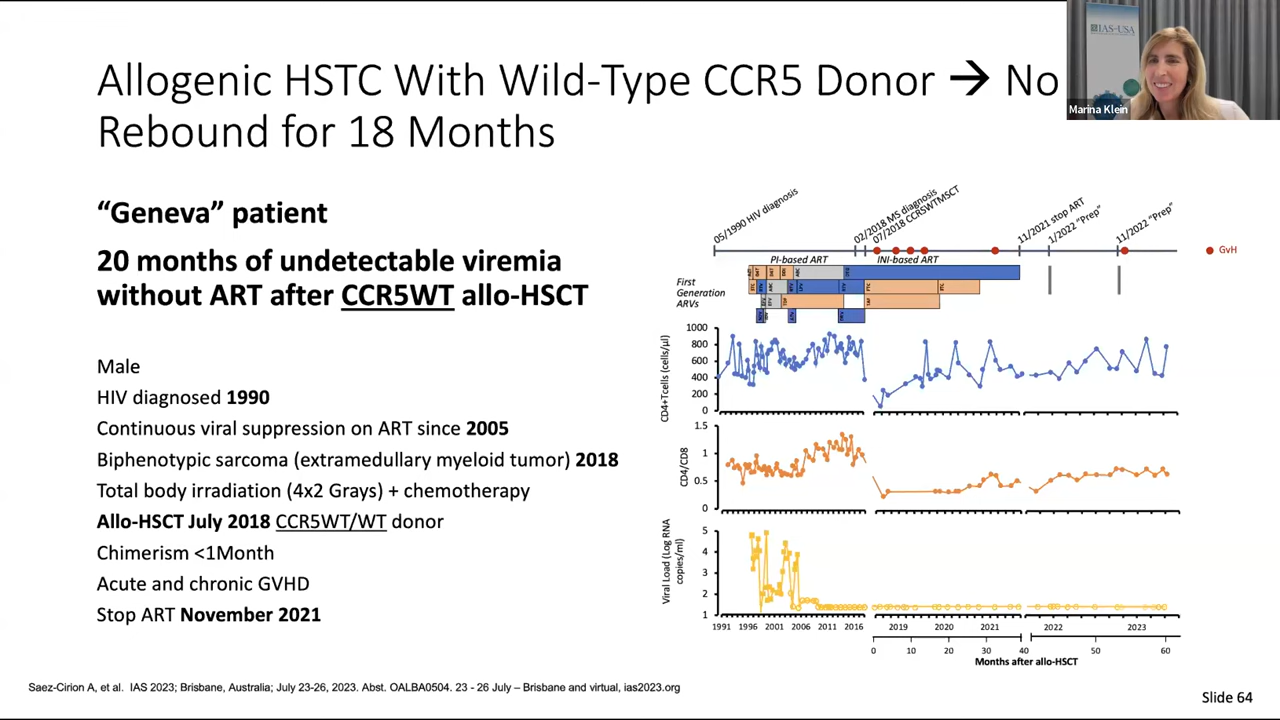 Allogenic HSTC With Wild-Type CCR5 Donor → No
Rebound for 18 Months
IAS-USA
Marina Klein
"Geneva" patient
20 months of undetectable viremia
without ART after CCR5WT allo-HSCT
Male
HIV diagnosed 1990
Continuous viral suppression on ART since 2005
Biphenotypic sarcoma (extramedullary myeloid tumor) 2018
Total body irradiation (4x2 Grays) + chemotherapy
Allo-HSCT July 2018 CCR5WT/WT donor
Chimerism <1Month
Acute and chronic GVHD
Stop ART November 2021
05/1990 HIV diagnosis
02/2018 MS diagnosis
07/2018 CCR5WTMSCT
11/2021 stop ART
1/2022 "Prep"
11/2022 "Prep"
GvH
PI-based ART
INI-based ART
First
Generation
ARVs
CD4+Tcells (cells/μl)
1000
800
600
400
200
0
CD4/CD8
1.5
1
0.5
0
Viral Load (Log RNA
copies/ml)
5
4
3
2
1
1991 1996 2001 2006 2011 2016 2019 2020 2021 2022 2023
0 10 20 30 40 50 60
Months after allo-HSCT
Saez-Cirion A, et al. IAS 2023; Brisbane, Australia; July 23-26, 2023. Abst. OALBA0504. 23 - 26 July – Brisbane and virtual, ias2023.org
Slide 64